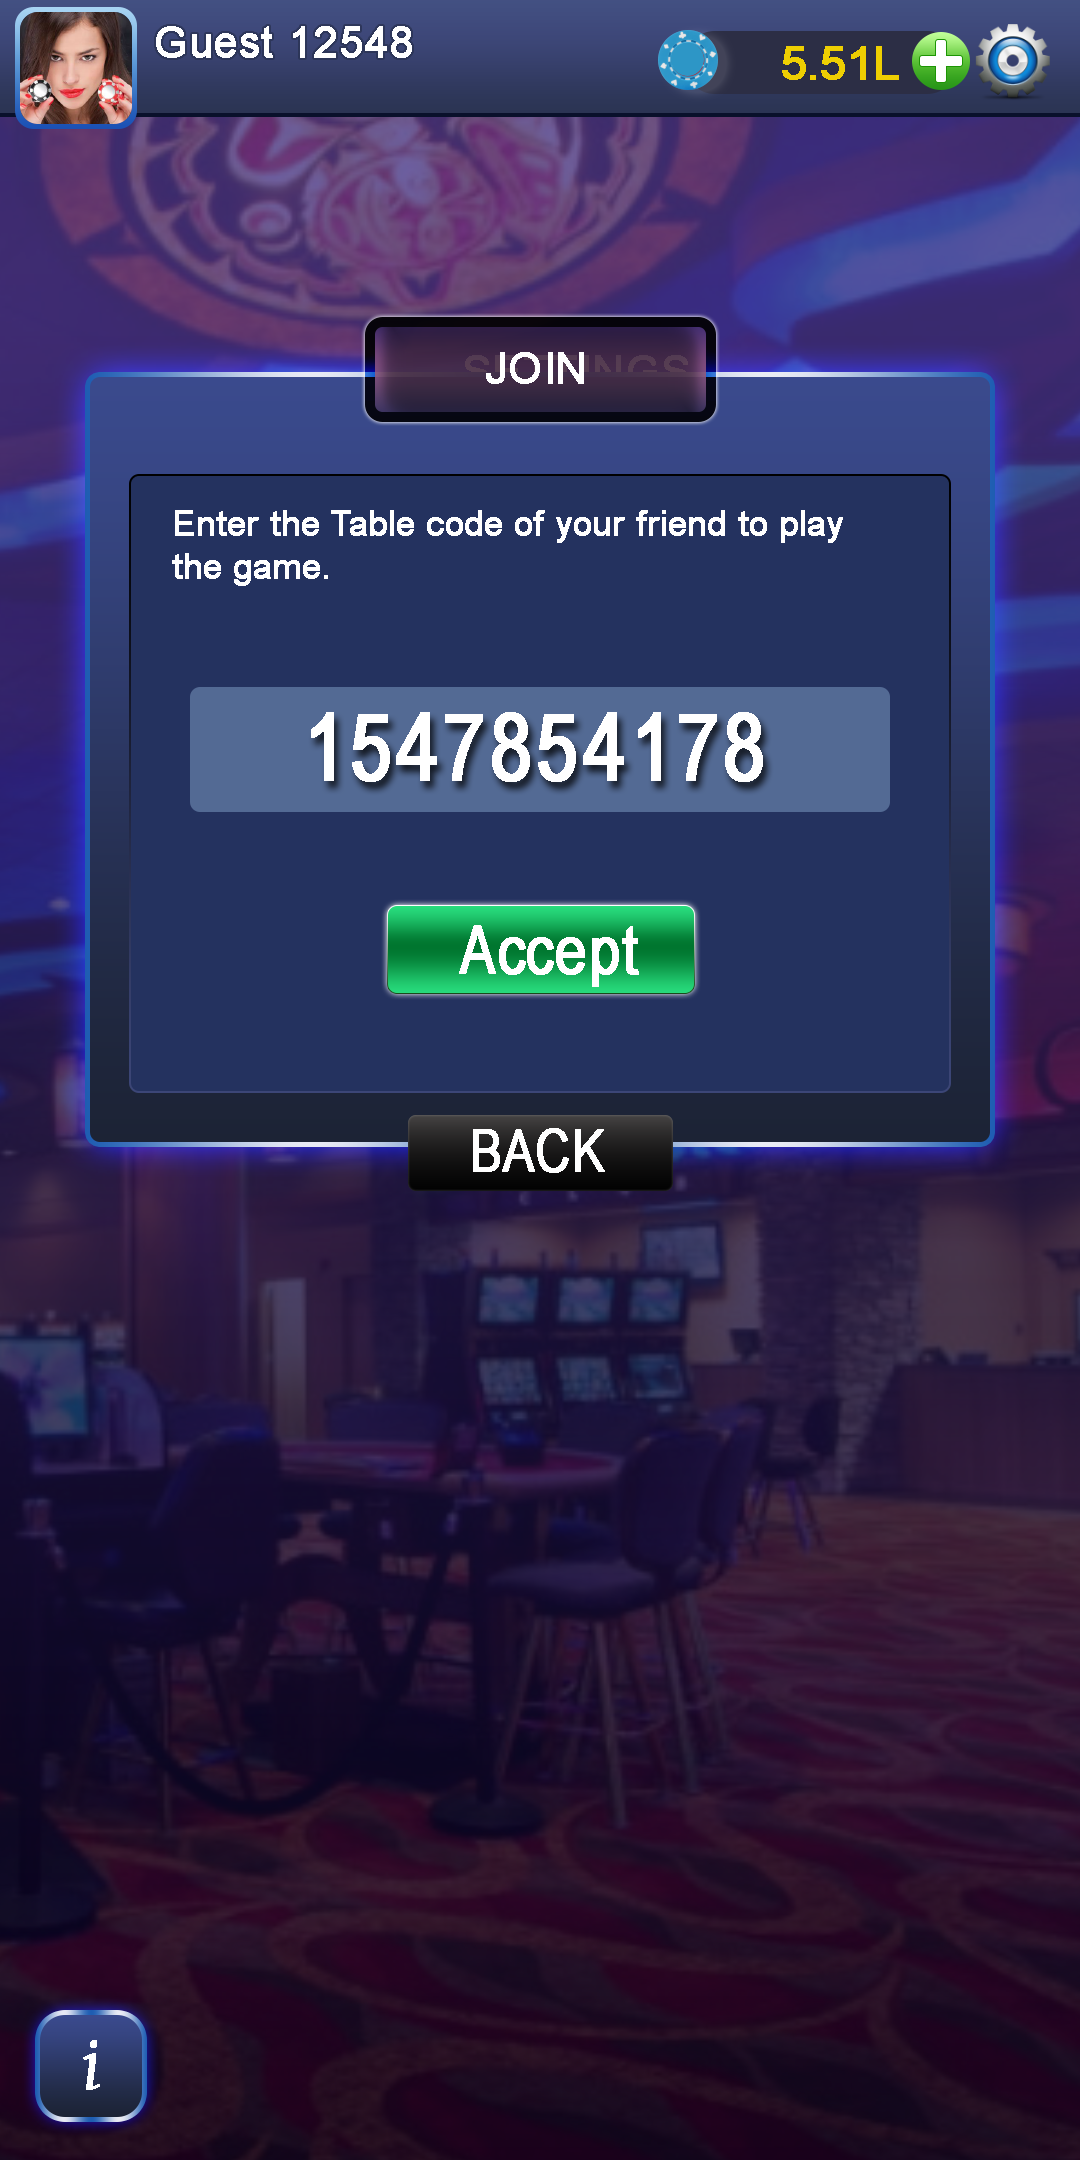 Guest 12548
5.51L
JOIN
Enter the Table code of your friend to play
the game.
1547854178
Accept
BACK
i